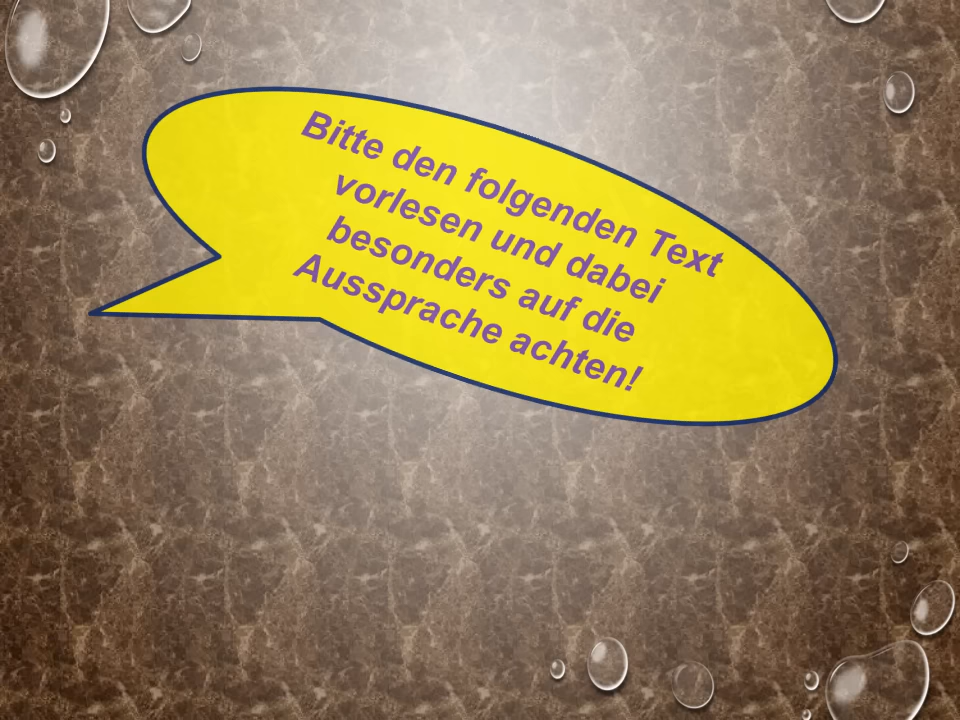 Bitte den folgenden Text
vorlesen und dabei
besonders auf die
Aussprache achten!